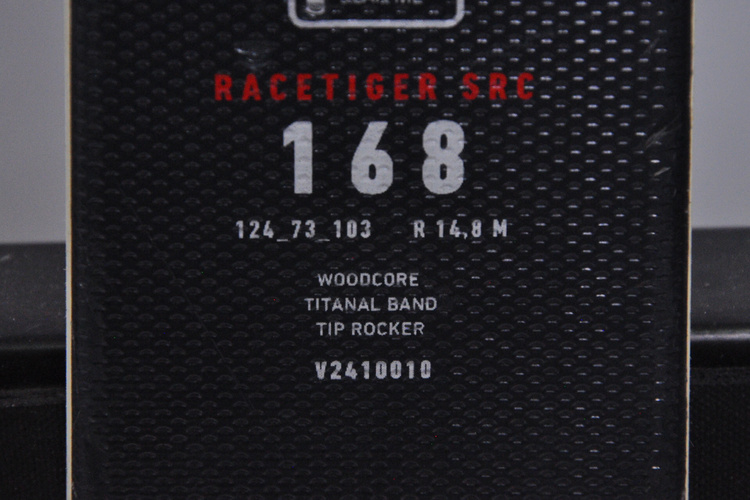 RACETIGER SRC
168
124_73_103 R 14,8 M
WOODCORE
TITANAL BAND
TIP ROCKER
V2410010